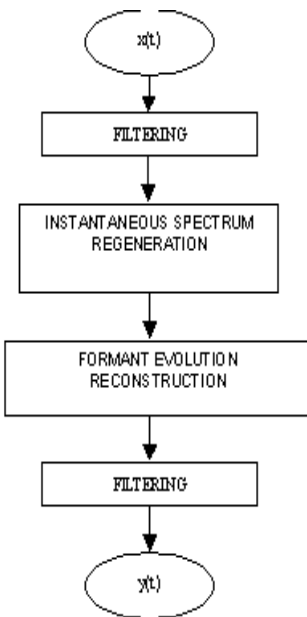 x(t)
FILTERING
INSTANTANEOUS SPECTRUM
REGENERATION
FORMANT EVOLUTION
RECONSTRUCTION
FILTERING
y(t)